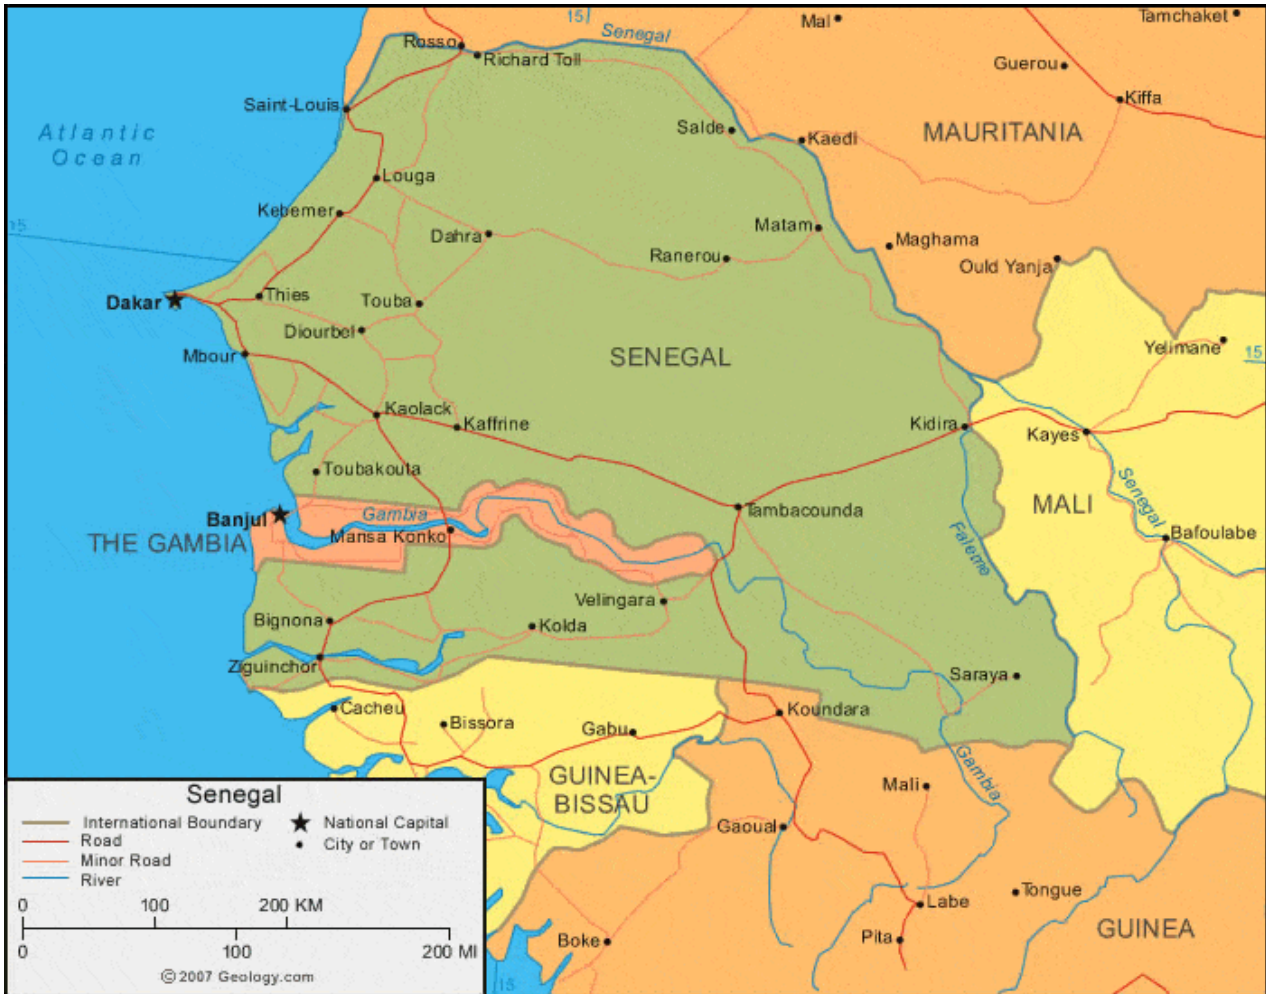 15
Senegal
Mal
Tamchaket
Rosso
Richard Toll
Guerou
Kiffa
Saint-Louis
Atlantic
Ocean
Salde
Kaedi
MAURITANIA
Louga
Kebemer
15
Dahra
Matam
Maghama
Ranerou
Ould Yanja
Dakar
Thies
Touba
Diourbel
Mbour
SENEGAL
Yelimane
15
Kaolack
Kaffrine
Kidira
Kayes
Toubakouta
Senegal
MALI
Banjul
Gambia
Tambacounda
THE GAMBIA
Mansa Konko
Faleme
Bafoulabe
Velingara
Bignona
Kolda
Ziguinchor
Saraya
Cacheu
Bissora
Gabu
Koundara
Gambia
GUINEA-
BISSAU
Mali
Gaoual
Labe
Tongue
Boke
Pita
GUINEA
15
Senegal
International Boundary
National Capital
Road
City or Town
Minor Road
River
0 100 200 KM
0 100 200 MI
© 2007 Geology.com